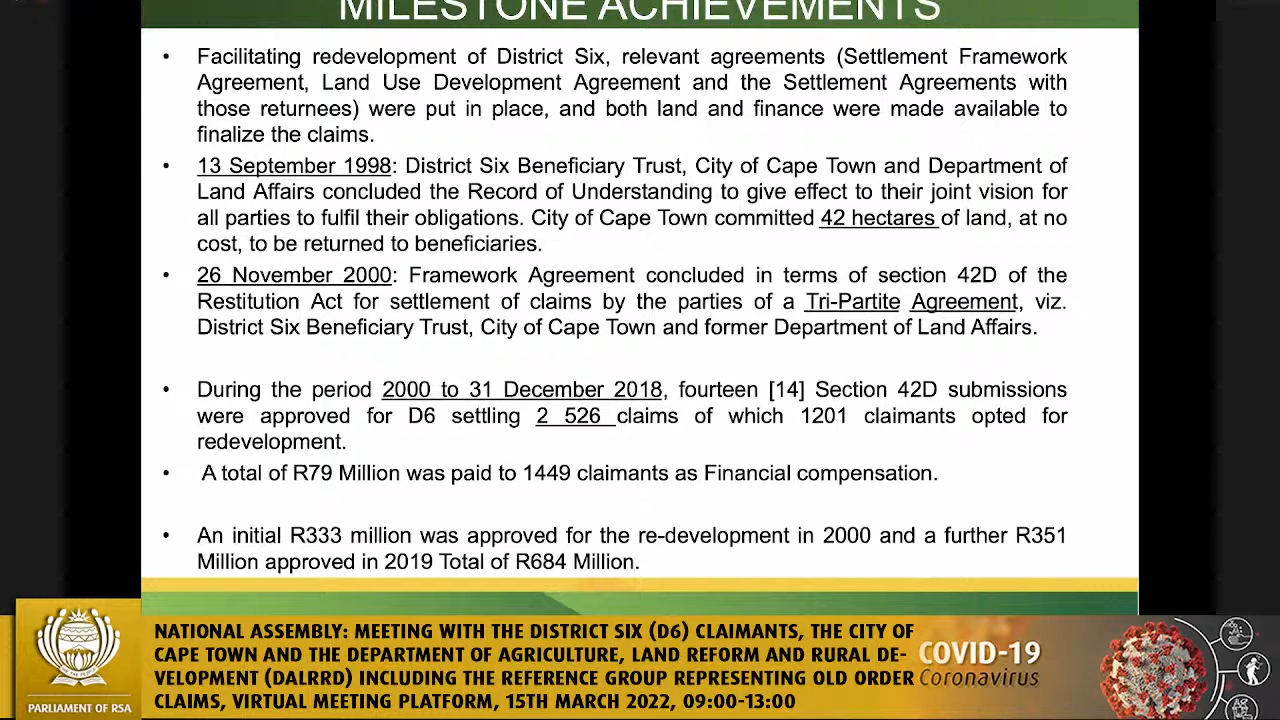 MILESTONE ACHIEVEMENTS
• Facilitating redevelopment of District Six, relevant agreements (Settlement Framework
Agreement, Land Use Development Agreement and the Settlement Agreements with
those returnees) were put in place, and both land and finance were made available to
finalize the claims.
• 13 September 1998: District Six Beneficiary Trust, City of Cape Town and Department of
Land Affairs concluded the Record of Understanding to give effect to their joint vision for
all parties to fulfil their obligations. City of Cape Town committed 42 hectares of land, at no
cost, to be returned to beneficiaries.
• 26 November 2000: Framework Agreement concluded in terms of section 42D of the
Restitution Act for settlement of claims by the parties of a Tri-Partite Agreement, viz.
District Six Beneficiary Trust, City of Cape Town and former Department of Land Affairs.
• During the period 2000 to 31 December 2018, fourteen [14] Section 42D submissions
were approved for D6 settling 2 526 claims of which 1201 claimants opted for
redevelopment.
• A total of R79 Million was paid to 1449 claimants as Financial compensation.
• An initial R333 million was approved for the re-development in 2000 and a further R351
Million approved in 2019 Total of R684 Million.
NATIONAL ASSEMBLY: MEETING WITH THE DISTRICT SIX (D6) CLAIMANTS, THE CITY OF
CAPE TOWN AND THE DEPARTMENT OF AGRICULTURE, LAND REFORM AND RURAL DE-
VELOPMENT (DALRRD) INCLUDING THE REFERENCE GROUP REPRESENTING OLD ORDER
CLAIMS, VIRTUAL MEETING PLATFORM, 15TH MARCH 2022, 09:00-13:00
PARLIAMENT OF RSA
COVID-19
Coronavirus